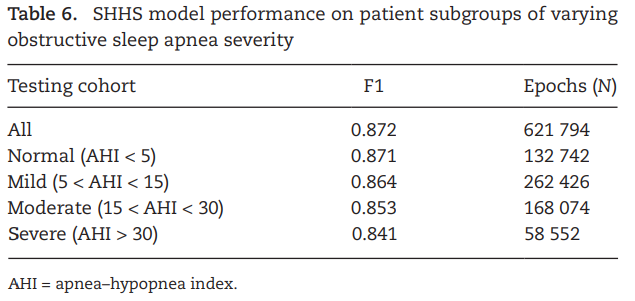 Table 6. SHHS model performance on patient subgroups of varying
obstructive sleep apnea severity
Testing cohort F1 Epochs (N)
All 0.872 621 794
Normal (AHI < 5) 0.871 132 742
Mild (5 < AHI < 15) 0.864 262 426
Moderate (15 < AHI < 30) 0.853 168 074
Severe (AHI > 30) 0.841 58 552
AHI = apnea–hypopnea index.